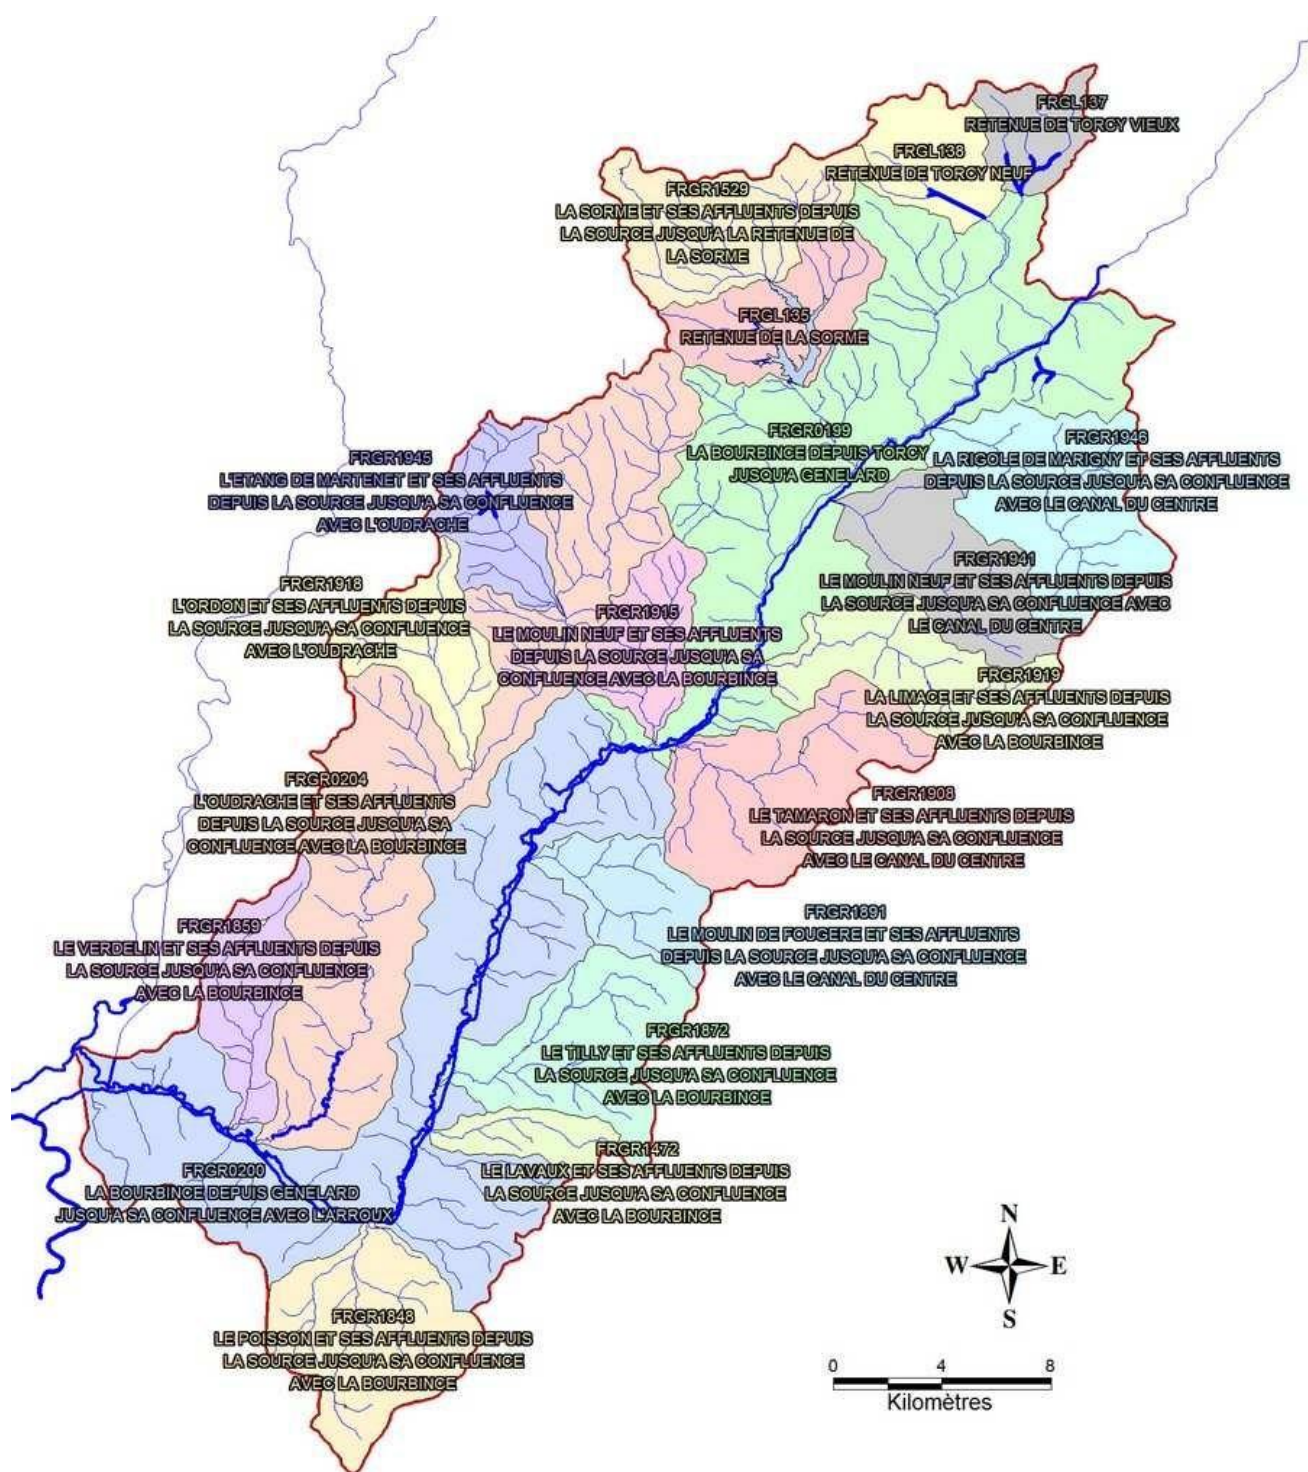 FRGL137
RETENUE DE TORCY VIEUX
FRGL138
RETENUE DE TORCY NEUF
FRGR1529
LA SORME ET SES AFFLUENTS DEPUIS
LA SOURCE JUSQU'A LA RETENUE DE
LA SORME
FRGL135
RETENUE DE LA SORME
FRGR0199
LA BOURBINCE DEPUIS TORCY
JUSQU'A GENELARD
FRGR1946
LA RIGOLE DE MARIGNY ET SES AFFLUENTS
DEPUIS LA SOURCE JUSQU'A SA CONFLUENCE
AVEC LE CANAL DU CENTRE
FRGR1945
L'ETANG DE MARTENET ET SES AFFLUENTS
DEPUIS LA SOURCE JUSQU'A SA CONFLUENCE
AVEC L'OUDRACHE
FRGR1941
LE MOULIN NEUF ET SES AFFLUENTS DEPUIS
LA SOURCE JUSQU'A SA CONFLUENCE AVEC
LE CANAL DU CENTRE
FRGR1918
L'ORDON ET SES AFFLUENTS DEPUIS
LA SOURCE JUSQU'A SA CONFLUENCE
AVEC L'OUDRACHE
FRGR1915
LE MOULIN NEUF ET SES AFFLUENTS
DEPUIS LA SOURCE JUSQU'A SA
CONFLUENCE AVEC LA BOURBINCE
FRGR1919
LA LIMACE ET SES AFFLUENTS DEPUIS
LA SOURCE JUSQU'A SA CONFLUENCE
AVEC LA BOURBINCE
FRGR0204
L'OUDRACHE ET SES AFFLUENTS
DEPUIS LA SOURCE JUSQU'A SA
CONFLUENCE AVEC LA BOURBINCE
FRGR1908
LE TAMARON ET SES AFFLUENTS DEPUIS
LA SOURCE JUSQU'A SA CONFLUENCE
AVEC LE CANAL DU CENTRE
FRGR1891
LE MOULIN DE FOUGERE ET SES AFFLUENTS
DEPUIS LA SOURCE JUSQU'A SA CONFLUENCE
AVEC LE CANAL DU CENTRE
FRGR1859
LE VERDELIN ET SES AFFLUENTS DEPUIS
LA SOURCE JUSQU'A SA CONFLUENCE
AVEC LA BOURBINCE
FRGR1872
LE TILLY ET SES AFFLUENTS DEPUIS
LA SOURCE JUSQU'A SA CONFLUENCE
AVEC LA BOURBINCE
FRGR1472
LE LAVAUX ET SES AFFLUENTS DEPUIS
LA SOURCE JUSQU'A SA CONFLUENCE
AVEC LA BOURBINCE
FRGR0200
LA BOURBINCE DEPUIS GENELARD
JUSQU'A SA CONFLUENCE AVEC L'ARROUX
FRGR1848
LE POISSON ET SES AFFLUENTS DEPUIS
LA SOURCE JUSQU'A SA CONFLUENCE
AVEC LA BOURBINCE
N
W E
S
0 4 8
Kilomètres